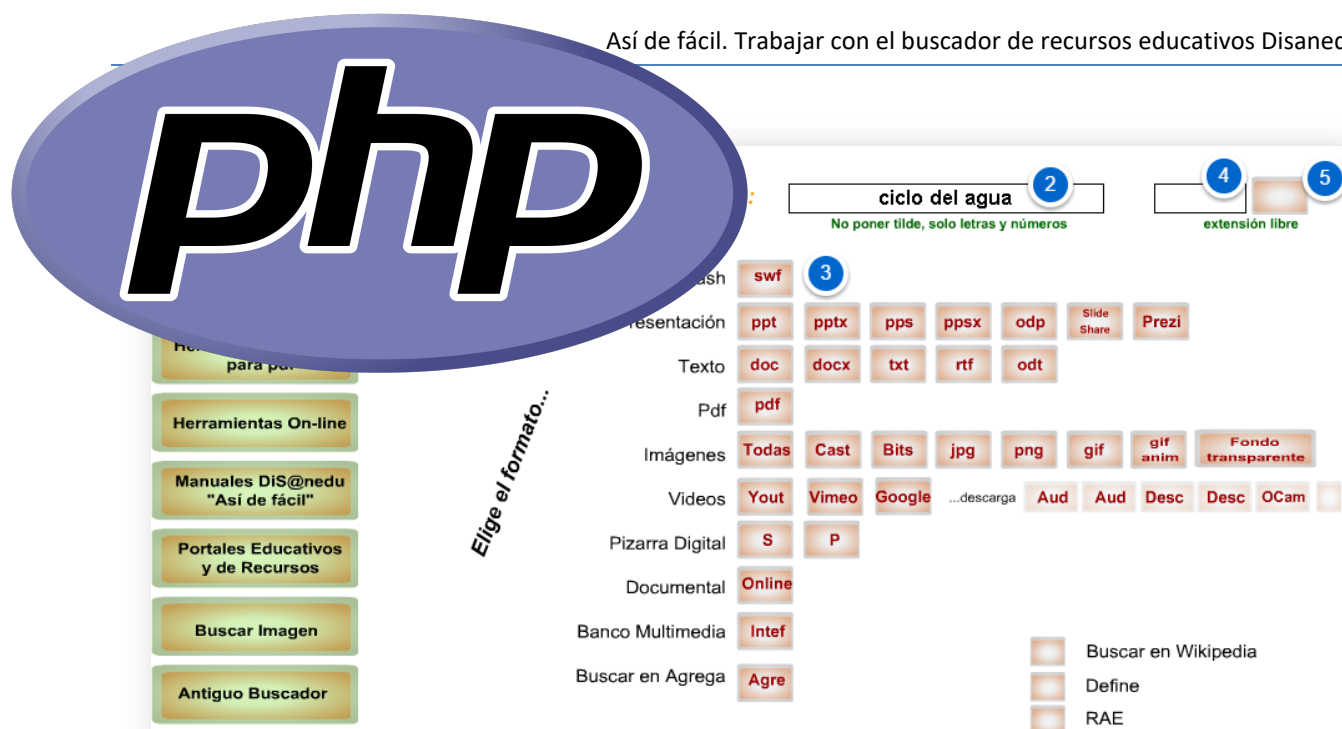 Así de fácil. Trabajar con el buscador de recursos educativos
php
ciclo del agua
2
4
5
No poner tilde, solo letras y números
extensión libre
swf
3
ppt pptx pps ppsx odp Slide Share Prezi
para
Texto doc docx txt rtf odt
Pdf pdf
Herramientas On-line
Elige el formato...
Imágenes Todas Cast Bits jpg png gif gif anim Fondo transparente
Manuales DiS@nedu
"Así de fácil"
Videos Yout Vimeo Google ...descarga Aud Aud Desc Desc OCam
Pizarra Digital S P
Portales Educativos
y de Recursos
Documental Online
Buscar Imagen
Banco Multimedia Intef
Buscar en Wikipedia
Antiguo Buscador
Buscar en Agrega Agre
Define
RAE